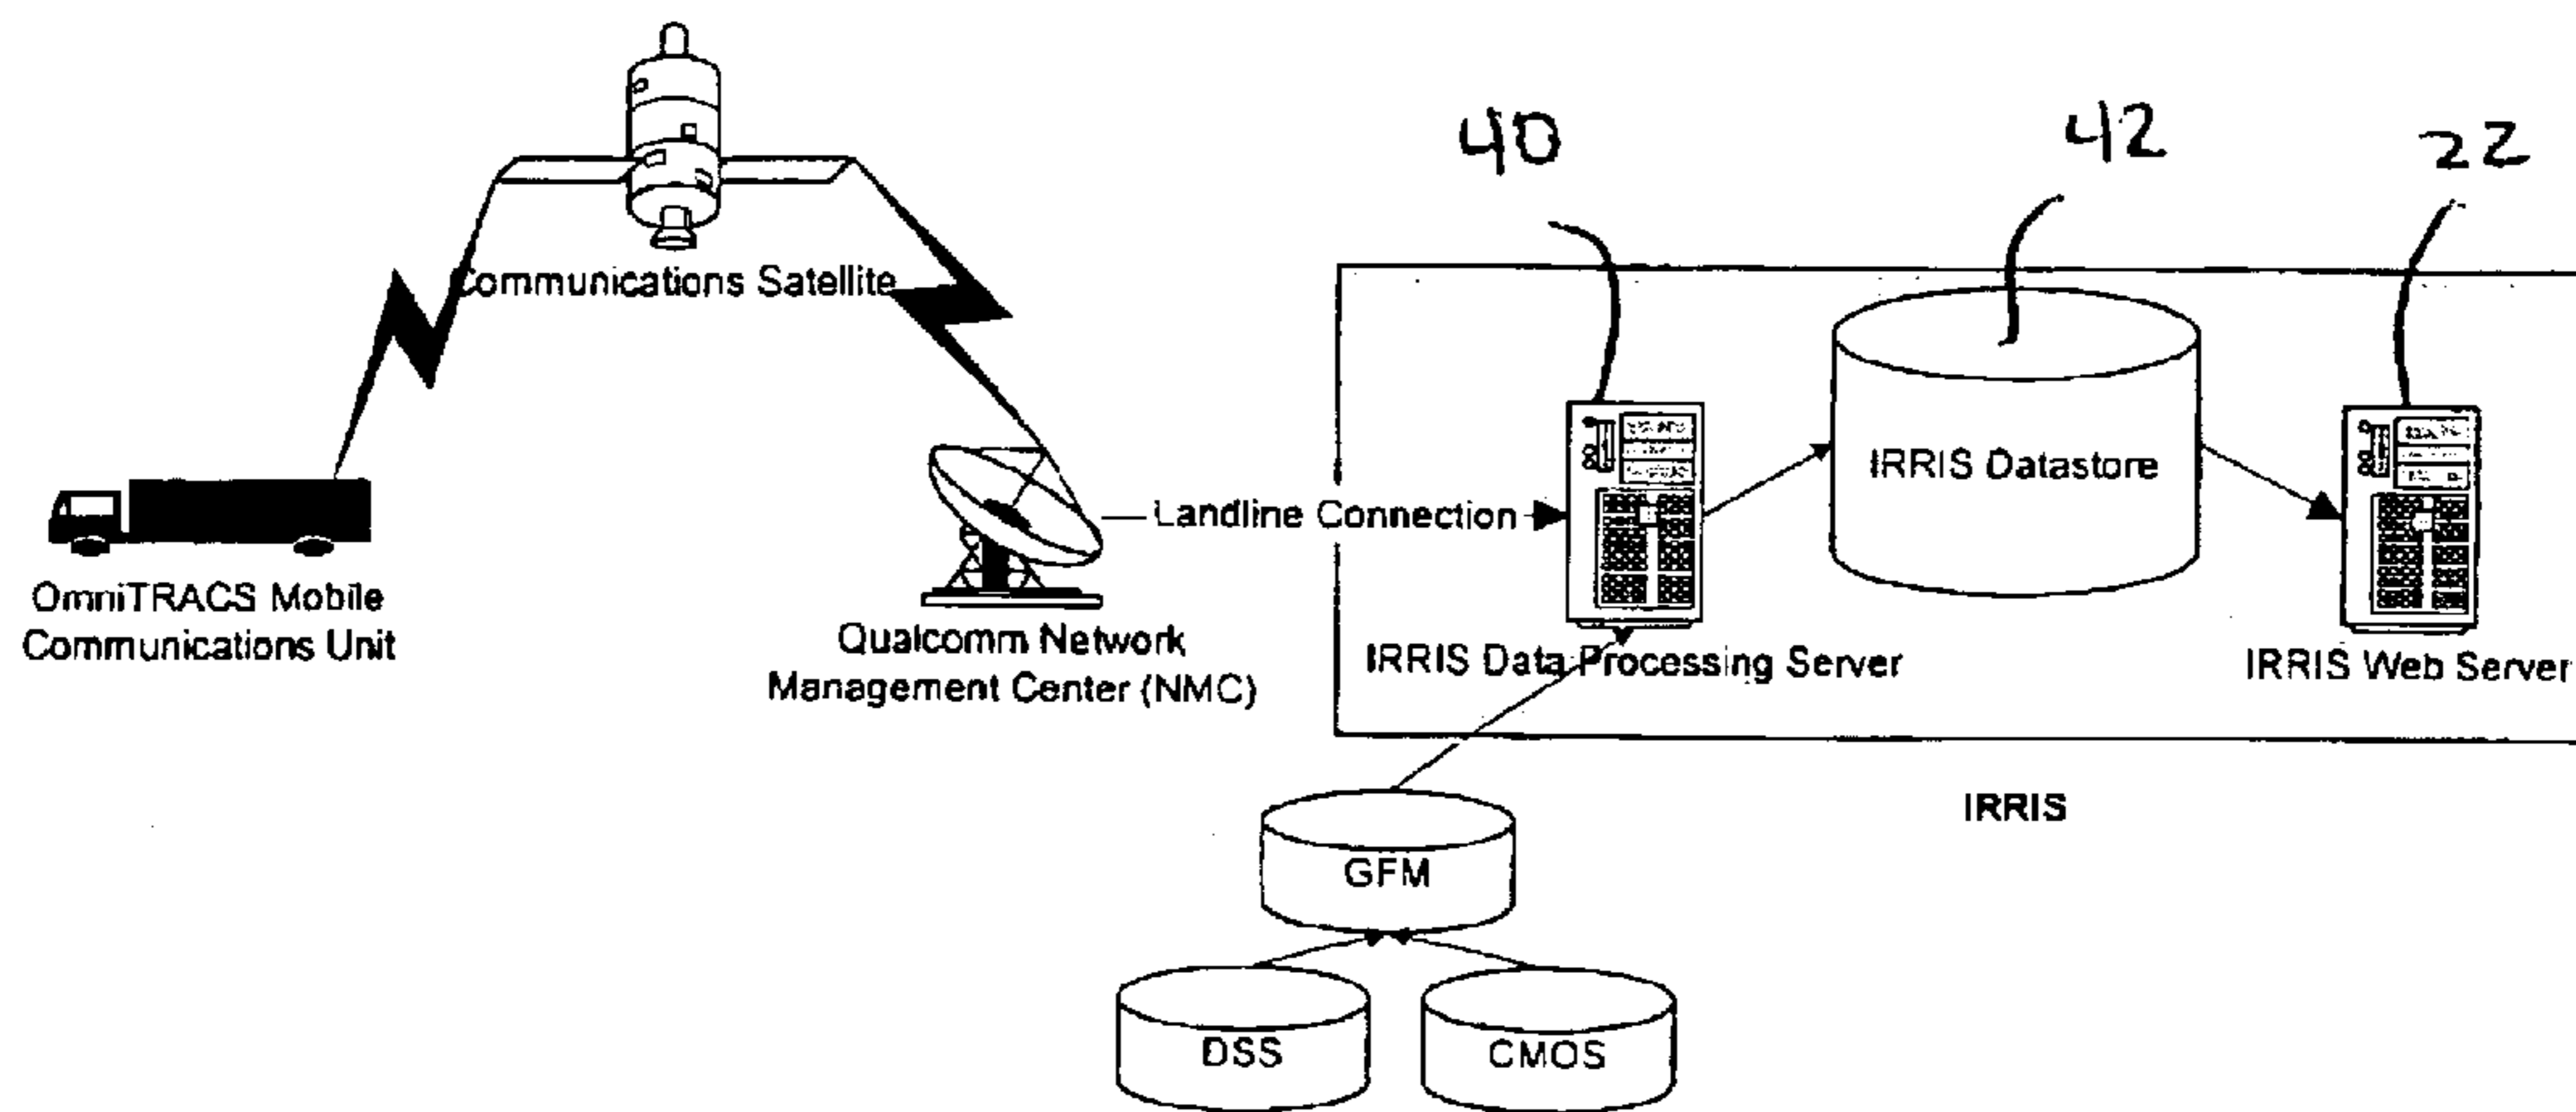 40
42
22
Communications Satellite
Landline Connection
IRRIS Datastore
OmniTRACS Mobile
Communications Unit
Qualcomm Network
Management Center (NMC)
IRRIS Data Processing Server
IRRIS Web Server
IRRIS
GFM
DSS
CMOS